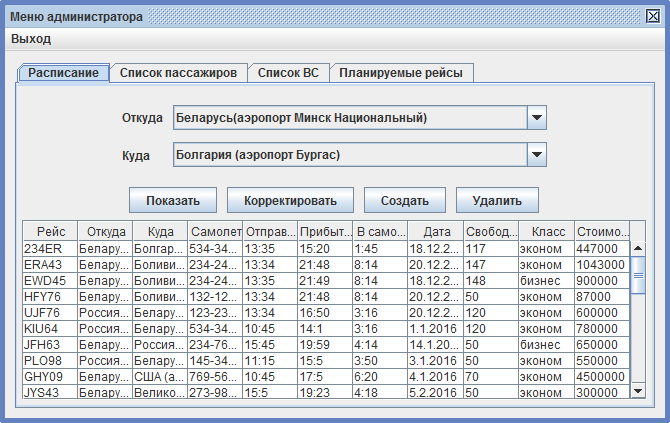 Меню администратора
Выход
Расписание Список пассажиров Список ВС Планируемые рейсы
Откуда Беларусь(аэропорт Минск Национальный)
Куда Болгария (аэропорт Бургас)
Показать Корректировать Создать Удалить
Рейс Откуда Куда Самолет Отправ... Прибыт... В само... Дата Свобод... Класс Стоимо...
234ER Белару... Болгар... 534-34... 13:35 15:20 1:45 18.12.2... 117 эконом 447000
ERA43 Белару... Боливи... 234-24... 13:34 21:48 8:14 20.12.2... 147 эконом 1043000
EWD45 Белару... Боливи... 234-24... 13:35 21:49 8:14 18.12.2... 148 бизнес 900000
HFY76 Белару... Боливи... 132-12... 13:34 21:48 8:14 20.12.2... 50 эконом 87000
UJF76 Россия... Белару... 123-23... 13:34 16:50 3:16 20.12.2... 120 эконом 600000
KIU64 Россия... Белару... 534-34... 10:45 14:1 3:16 1.1.2016 120 эконом 780000
JFH63 Белару... Россия... 234-76... 15:45 19:59 4:14 14.1.20... 50 бизнес 650000
PLO98 Россия... Белару... 145-34... 11:15 15:5 3:50 3.1.2016 50 эконом 550000
GHY09 Белару... США (а... 769-56... 10:45 17:5 6:20 4.1.2016 70 эконом 4500000
JYS43 Белару... Велико... 273-98... 15:5 19:23 4:18 5.2.2016 50 эконом 300000